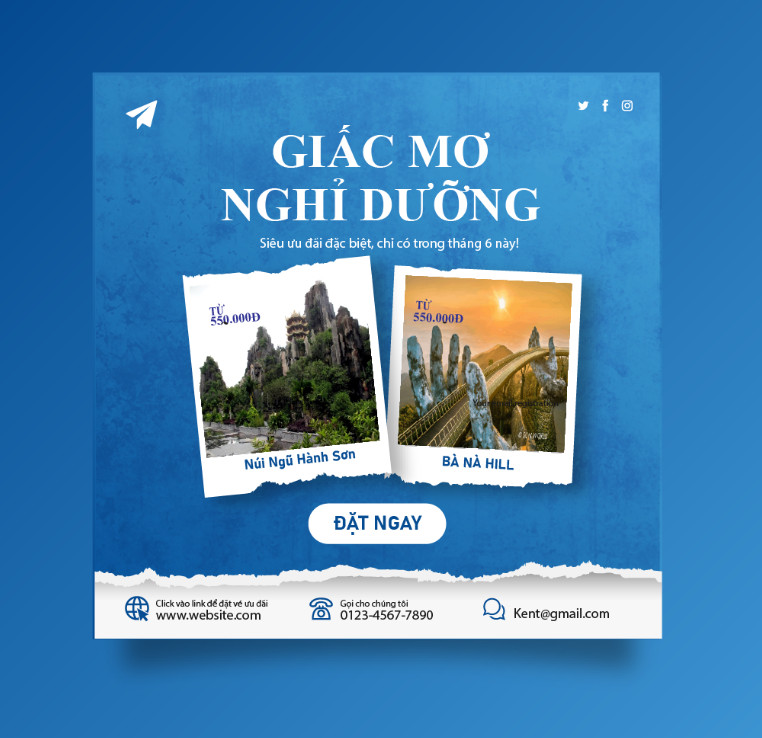 GIẤC MƠ
NGHỈ DƯỠNG
Siêu ưu đãi đặc biệt, chỉ có trong tháng 6 này!
TỪ
550.000Đ
TỪ
550.000Đ
Núi Ngũ Hành Sơn
BÀ NÀ HILL
ĐẶT NGAY
Click vào link để đặt vé ưu đãi
www.website.com
Gọi cho chúng tôi
0123-4567-7890
Kent@gmail.com